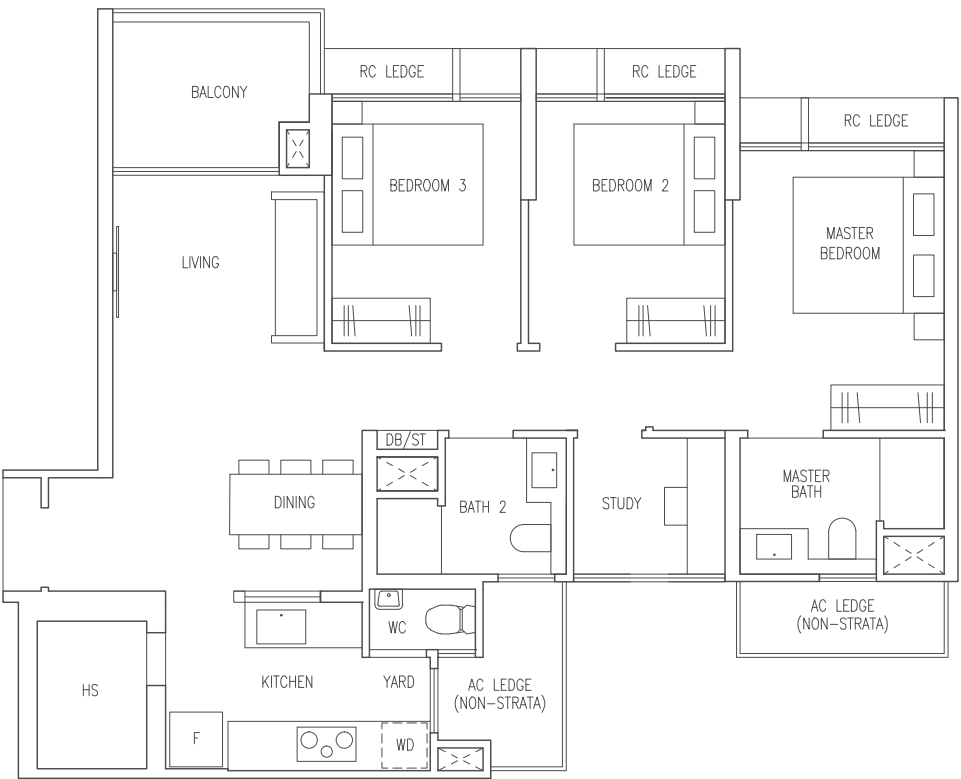 RC LEDGE
RC LEDGE
BALCONY
RC LEDGE
BEDROOM 3
BEDROOM 2
MASTER
BEDROOM
LIVING
DB/ST
MASTER
BATH
DINING
BATH 2
STUDY
AC LEDGE
(NON-STRATA)
WC
HS
KITCHEN
YARD
AC LEDGE
(NON-STRATA)
F
WD